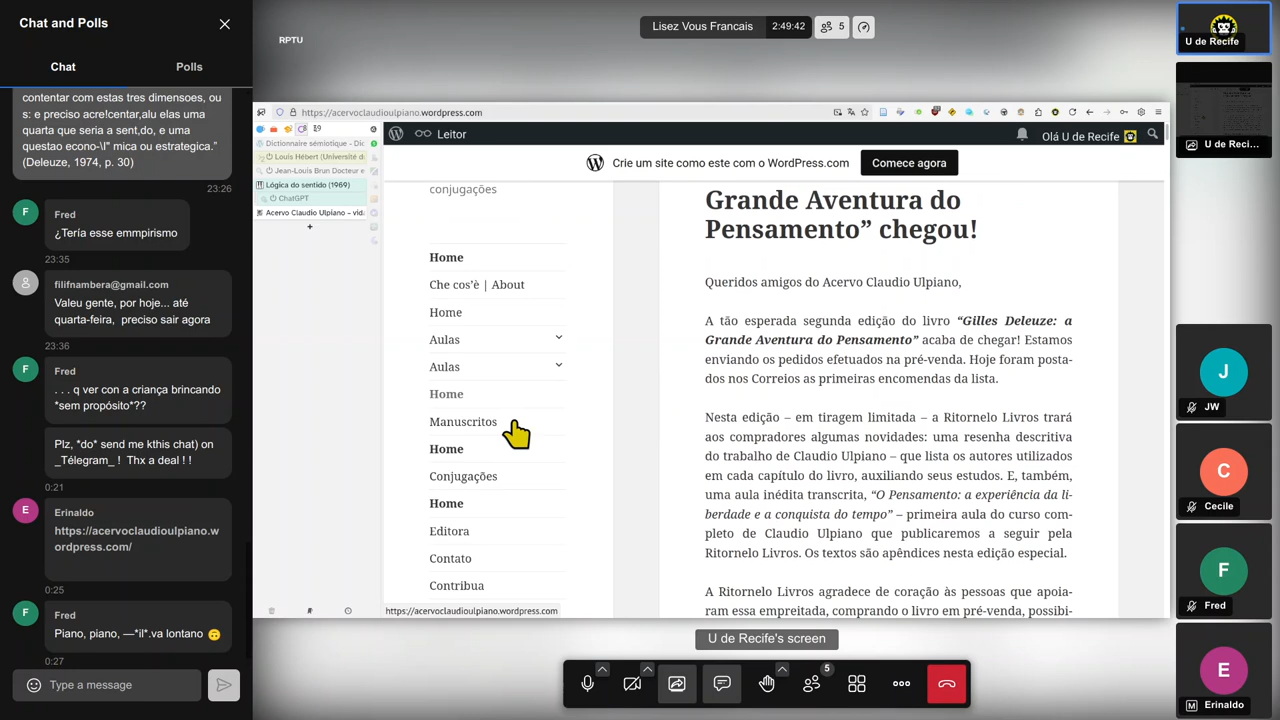 Chat and Polls
Chat
Polls
contentar com estas tres dimensoes, ou
s: e preciso acre!centar,alu elas uma
quarta que seria a sent,do, e uma
questao econo-\I" mica ou estrategica.”
(Deleuze, 1974, p. 30)
23:26
F
Fred
¿Tería esse emmpirismo
23:35
filifnambera@gmail.com
Valeu gente, por hoje... até
quarta-feira, preciso sair agora
23:36
F
Fred
. . . q ver con a criança brincando
*sem propósito*??
Plz, *do* send me kthis chat) on
_Télegram_ ! Thx a deal ! !
0:21
E
Erinaldo
https://acervoclaudioulpiano.w
ordpress.com/
0:25
F
Fred
Piano, piano, —*il*.va lontano 🙃
0:27
Type a message
RPTU
Lisez Vous Francais
2:49:42
5
https://acervoclaudioulpiano.wordpress.com
Dictionnaire sémiotique - Dic
Louis Hébert (Université d
Jean-Louis Brun Docteur e
Lógica do sentido (1969)
ChatGPT
Acervo Claudio Ulpiano – vida
Leitor
Olá U de Recife
Crie um site como este com o WordPress.com
Comece agora
conjugações
Home
Che cos’è | About
Home
Aulas
Aulas
Home
Manuscritos
Home
Conjugações
Home
Editora
Contato
Contribua
https://acervoclaudioulpiano.wordpress.com
Grande Aventura do
Pensamento” chegou!
Queridos amigos do Acervo Claudio Ulpiano,
A tão esperada segunda edição do livro “Gilles Deleuze: a
Grande Aventura do Pensamento” acaba de chegar! Estamos
enviando os pedidos efetuados na pré-venda. Hoje foram posta-
dos nos Correios as primeiras encomendas da lista.
Nesta edição – em tiragem limitada – a Ritornelo Livros trará
aos compradores algumas novidades: uma resenha descritiva
do trabalho de Claudio Ulpiano – que lista os autores utilizados
em cada capítulo do livro, auxiliando seus estudos. E, também,
uma aula inédita transcrita, “O Pensamento: a experiência da li-
berdade e a conquista do tempo” – primeira aula do curso com-
pleto de Claudio Ulpiano que publicaremos a seguir pela
Ritornelo Livros. Os textos são apêndices nesta edição especial.
A Ritornelo Livros agradece de coração às pessoas que apoia-
ram essa empreitada, comprando o livro em pré-venda, possibi-
U de Recife's screen
5
U de Recife
U de Reci...
J
JW
C
Cecile
F
Fred
E
M
Erinaldo